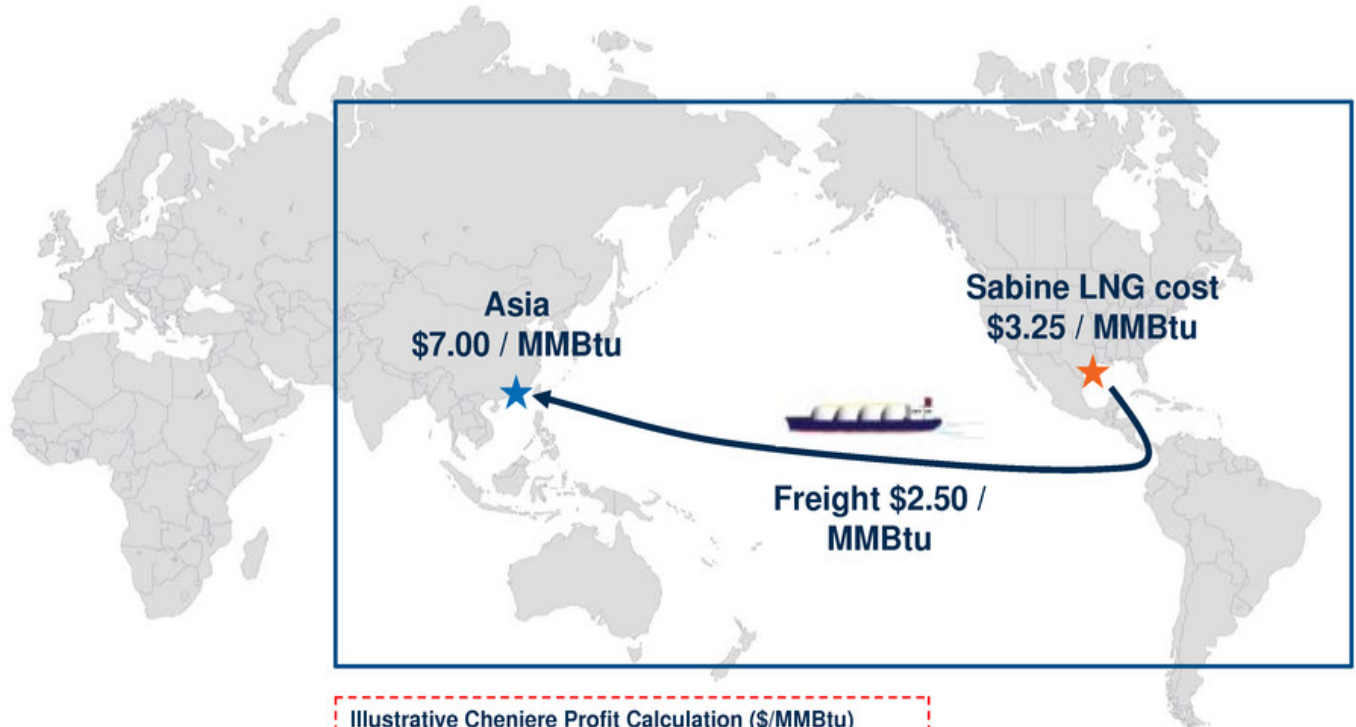 Asia
$7.00 / MMBtu
Sabine LNG cost
$3.25 / MMBtu
Freight $2.50 /
MMBtu
Illustrative Cheniere Profit Calculation ($/MMBtu)